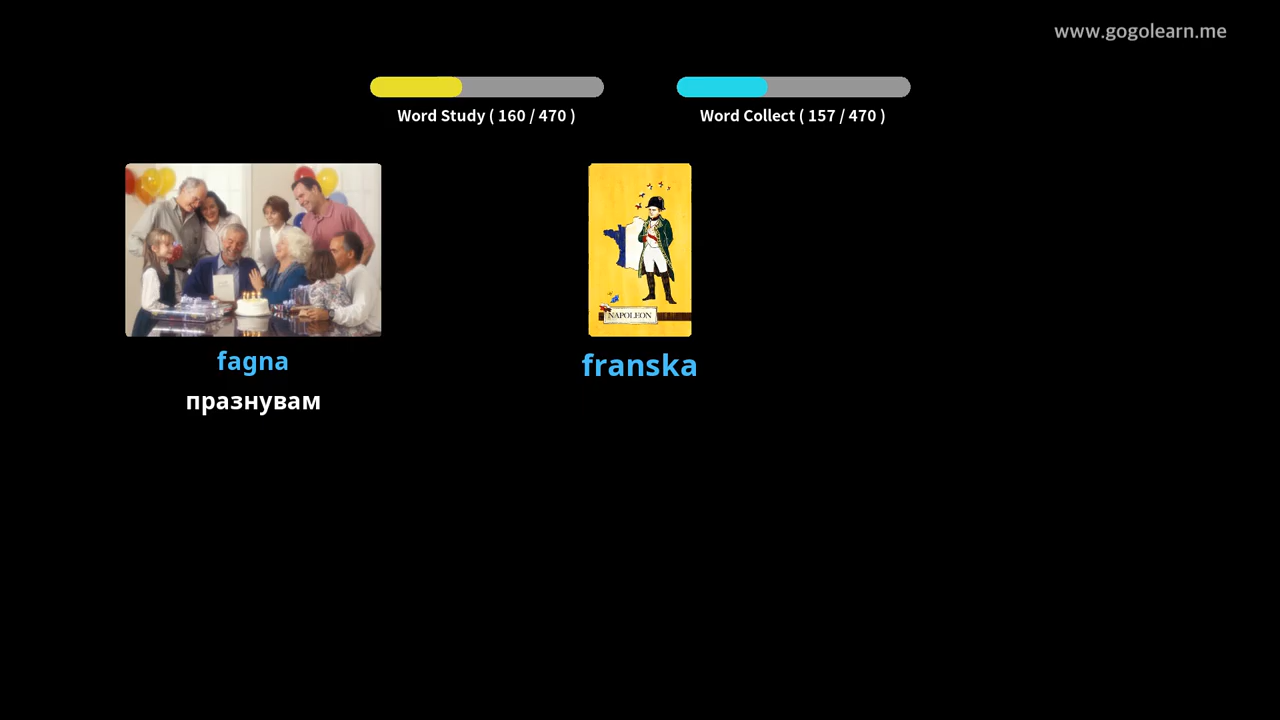 www.gogolearn.me
Word Study ( 160 / 470 )
Word Collect ( 157 / 470 )
NAPOLEON
fagna
franska
празнувам